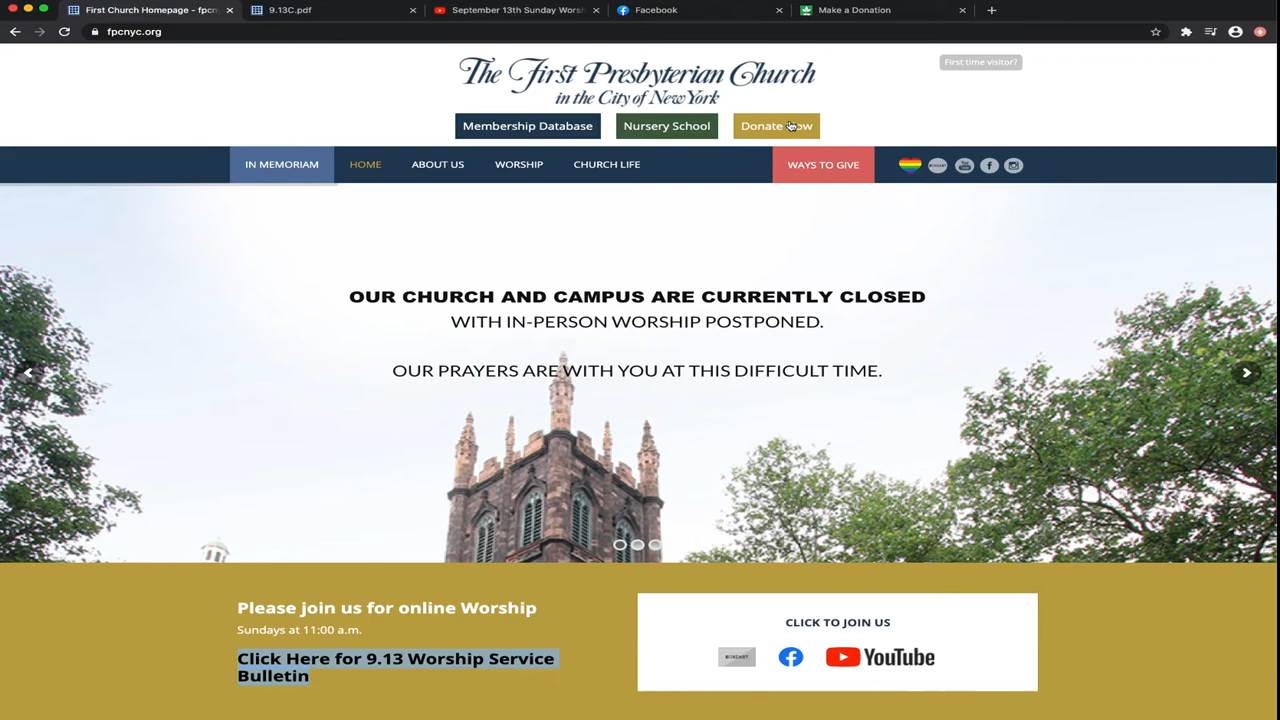 First Church Homepage - fpcn
9.13C.pdf
September 13th Sunday Worsh
Facebook
Make a Donation
fpcnyc.org
The First Presbyterian Church
in the City of New York
First time visitor?
Membership Database
Nursery School
Donate Now
IN MEMORIAM
HOME
ABOUT US
WORSHIP
CHURCH LIFE
WAYS TO GIVE
OUR CHURCH AND CAMPUS ARE CURRENTLY CLOSED
WITH IN-PERSON WORSHIP POSTPONED.
OUR PRAYERS ARE WITH YOU AT THIS DIFFICULT TIME.
Please join us for online Worship
Sundays at 11:00 a.m.
Click Here for 9.13 Worship Service
Bulletin
CLICK TO JOIN US
YouTube